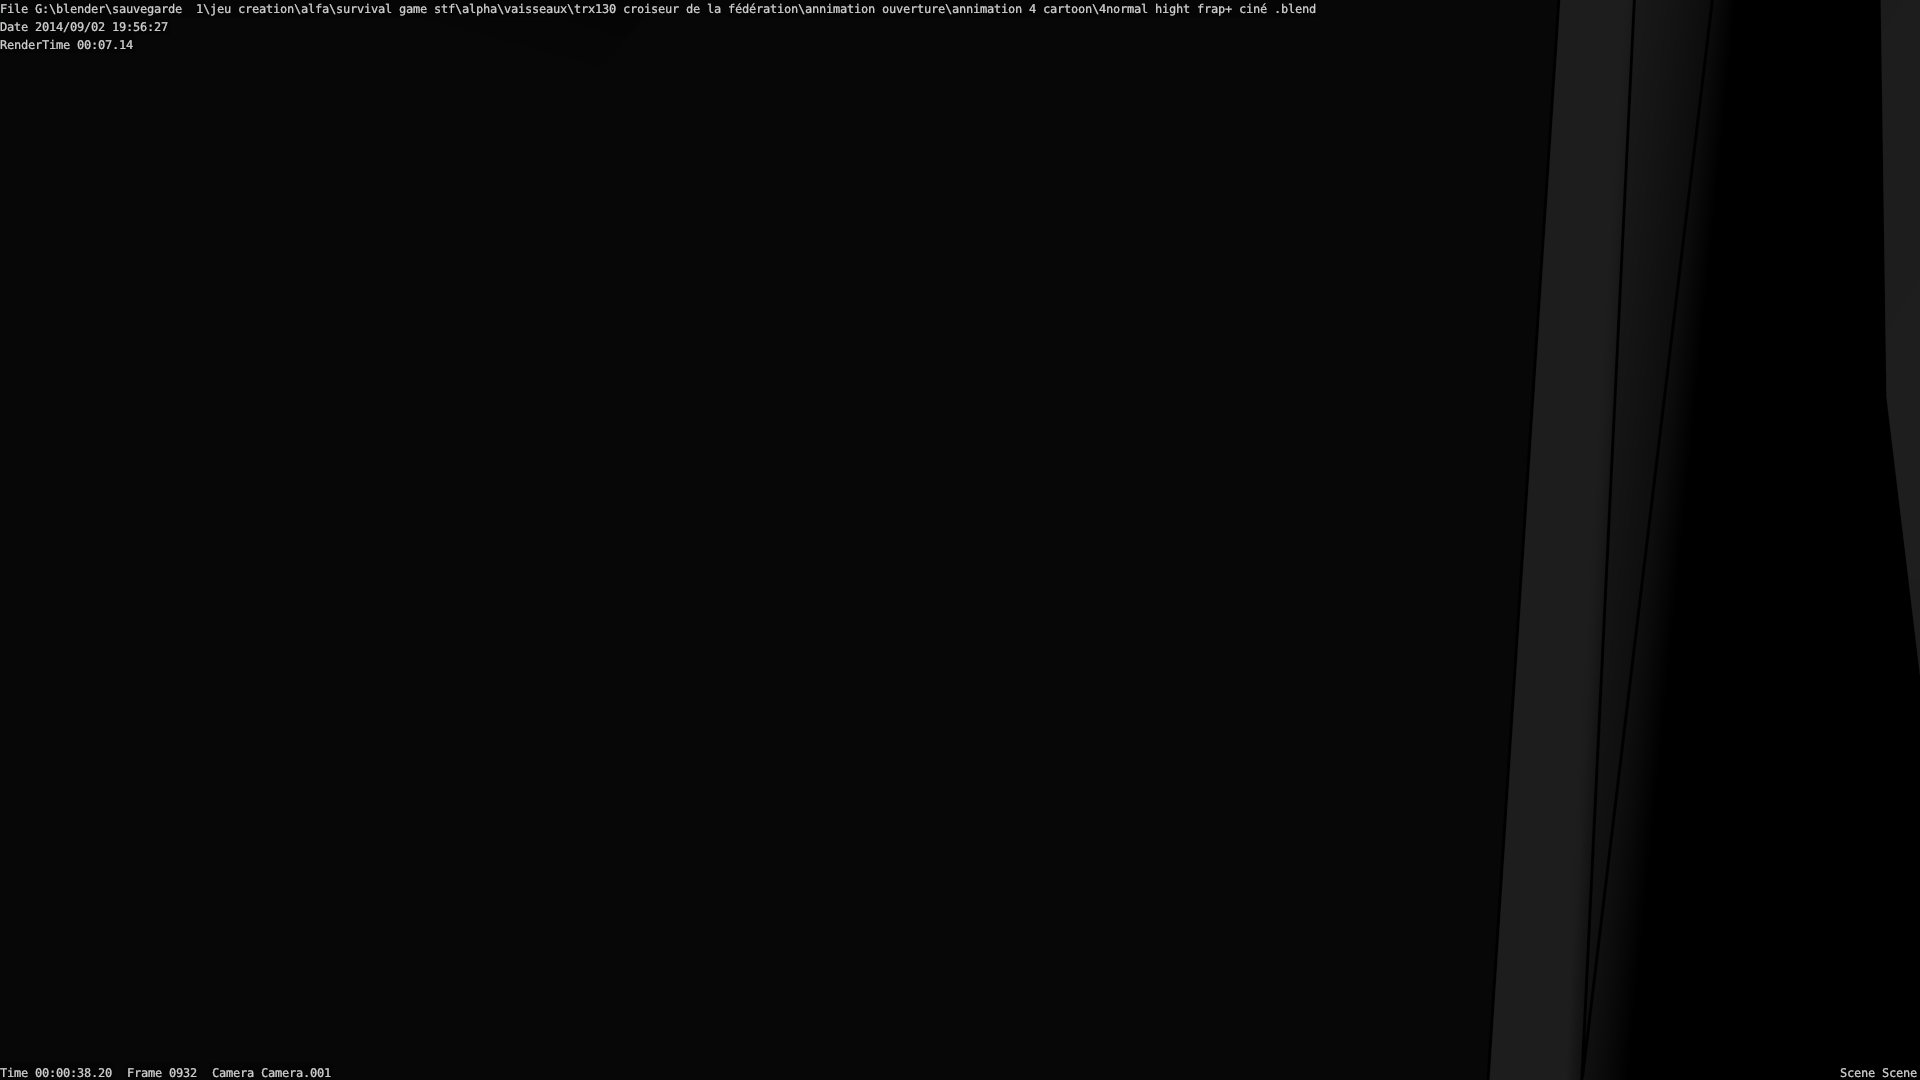 File G:\blender\sauvegarde  1\jeu creation\alfa\survival game stf\alpha\vaisseaux\trx130 croiseur de la fédération\annimation ouverture\annimation 4 cartoon\4normal hight frap+ ciné .blend
Date 2014/09/02 19:56:27
RenderTime 00:07.14
Time 00:00:38.20  Frame 0932  Camera Camera.001
Scene Scene